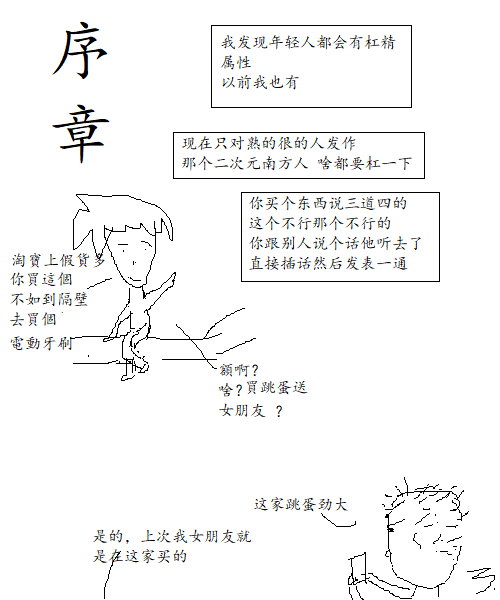 序
章
我发现年轻人都会有杠精
属性
以前我也有
现在只对熟的很的人发作
那个二次元南方人 啥都要杠一下
你买个东西说三道四的
这个不行那个不行的
你跟别人说个话他听去了
直接插话然后发表一通
淘寶上假貨多
你買這個
不如到隔壁
去買個
電動牙刷
額啊?
啥?買跳蛋送
女朋友 ?
这家跳蛋劲大
是的，上次我女朋友就
是在这家买的